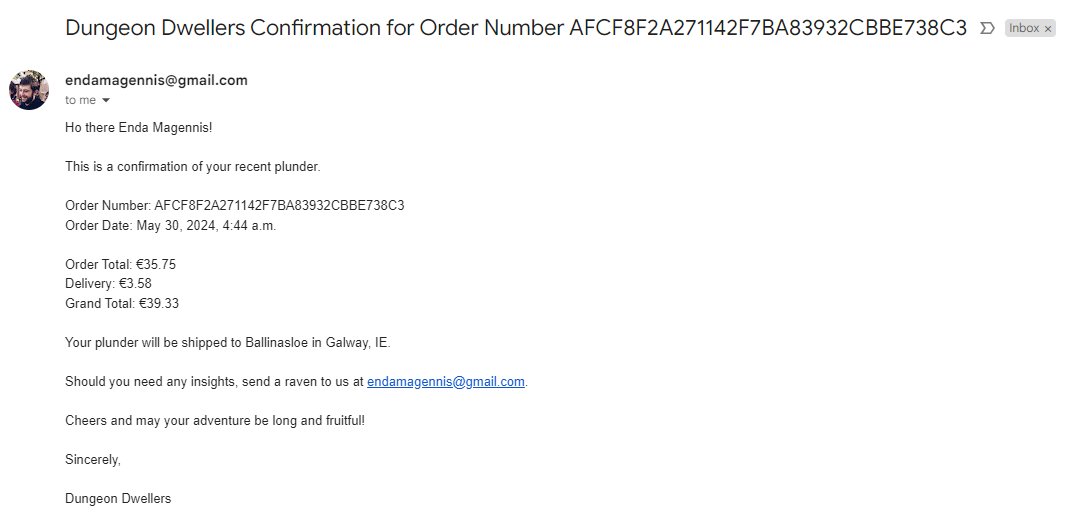 Dungeon Dwellers Confirmation for Order Number AFCF8F2A271142F7BA83932CBBE738C3 Inbox ×
endamagennis@gmail.com
to me
Ho there Enda Magennis!
This is a confirmation of your recent plunder.
Order Number: AFCF8F2A271142F7BA83932CBBE738C3
Order Date: May 30, 2024, 4:44 a.m.
Order Total: €35.75
Delivery: €3.58
Grand Total: €39.33
Your plunder will be shipped to Ballinasloe in Galway, IE.
Should you need any insights, send a raven to us at endamagennis@gmail.com.
Cheers and may your adventure be long and fruitful!
Sincerely,
Dungeon Dwellers